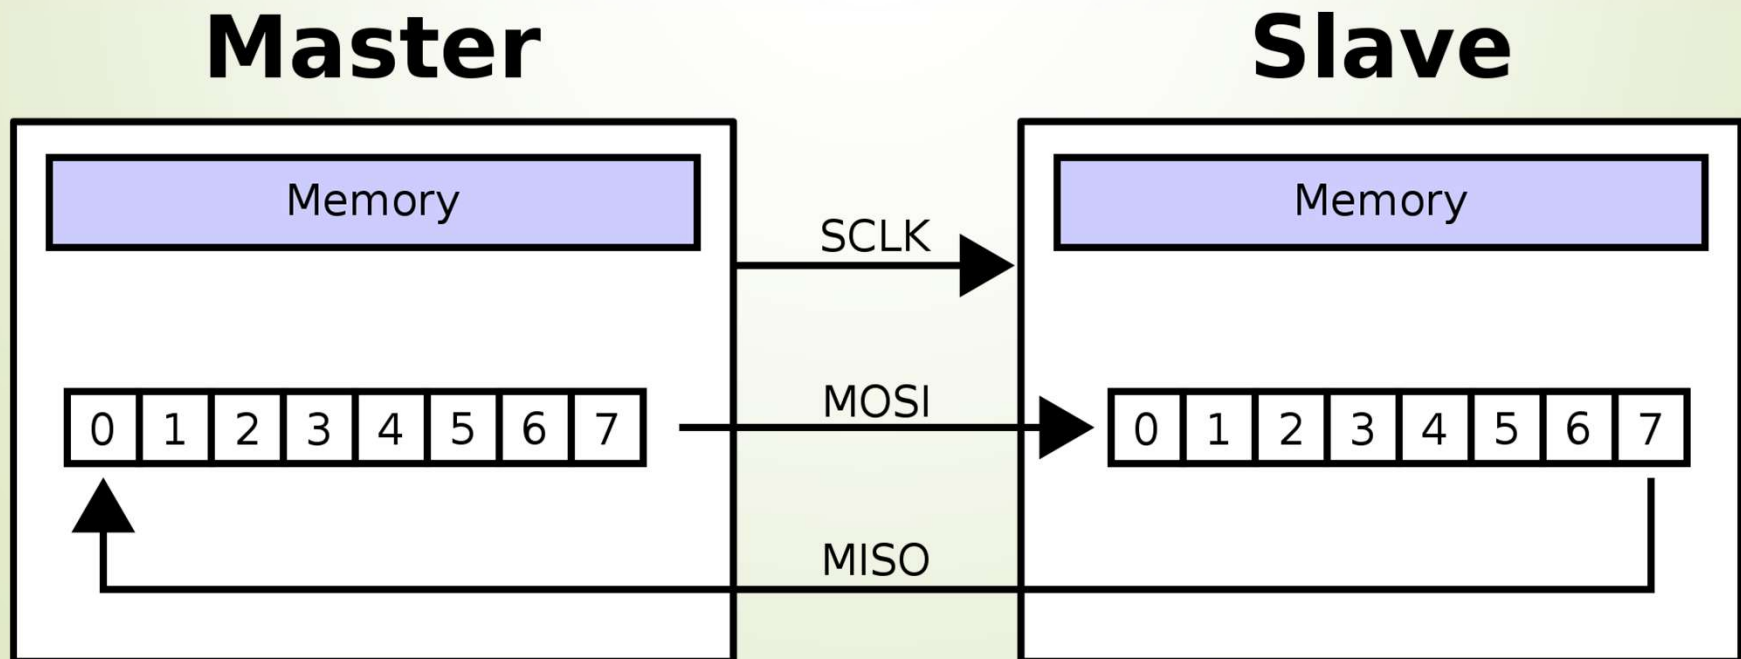 Master
Slave
Memory
Memory
SCLK
0 1 2 3 4 5 6 7
MOSI
0 1 2 3 4 5 6 7
MISO